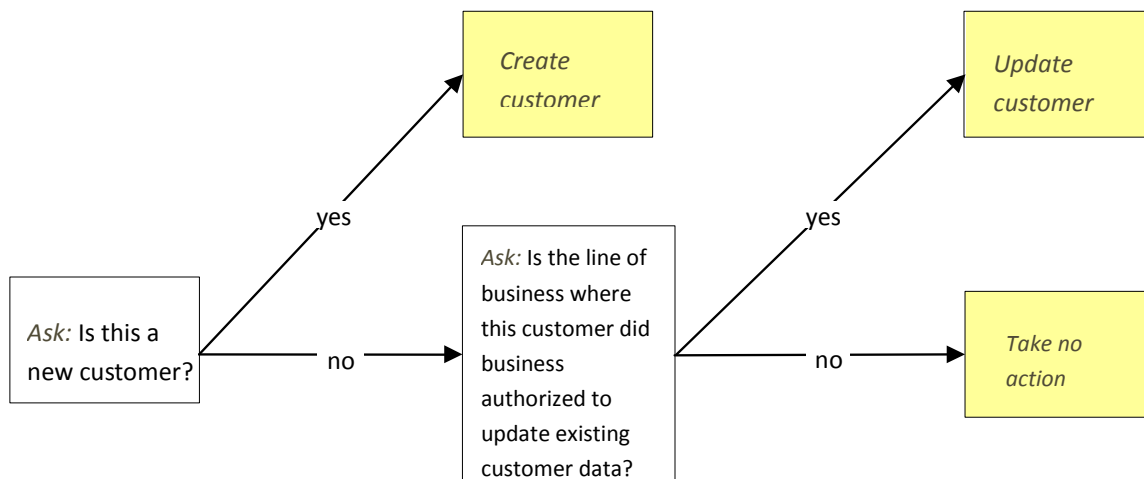 Create
customer
Update
customer
yes
yes
Ask: Is this a
new customer?
no
Ask: Is the line of
business where
this customer did
business
authorized to
update existing
customer data?
no
Take no
action